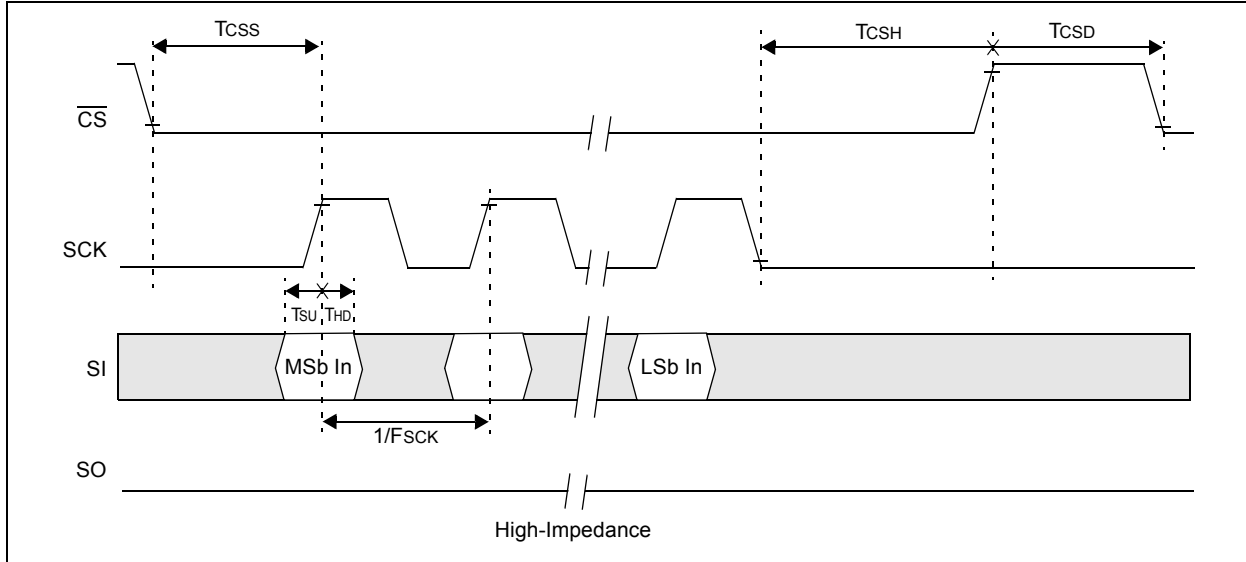 TCSS
TCSH
TCSD
CS
SCK
TSU
THD
SI
MSb In
LSb In
1/FSCK
SO
High-Impedance